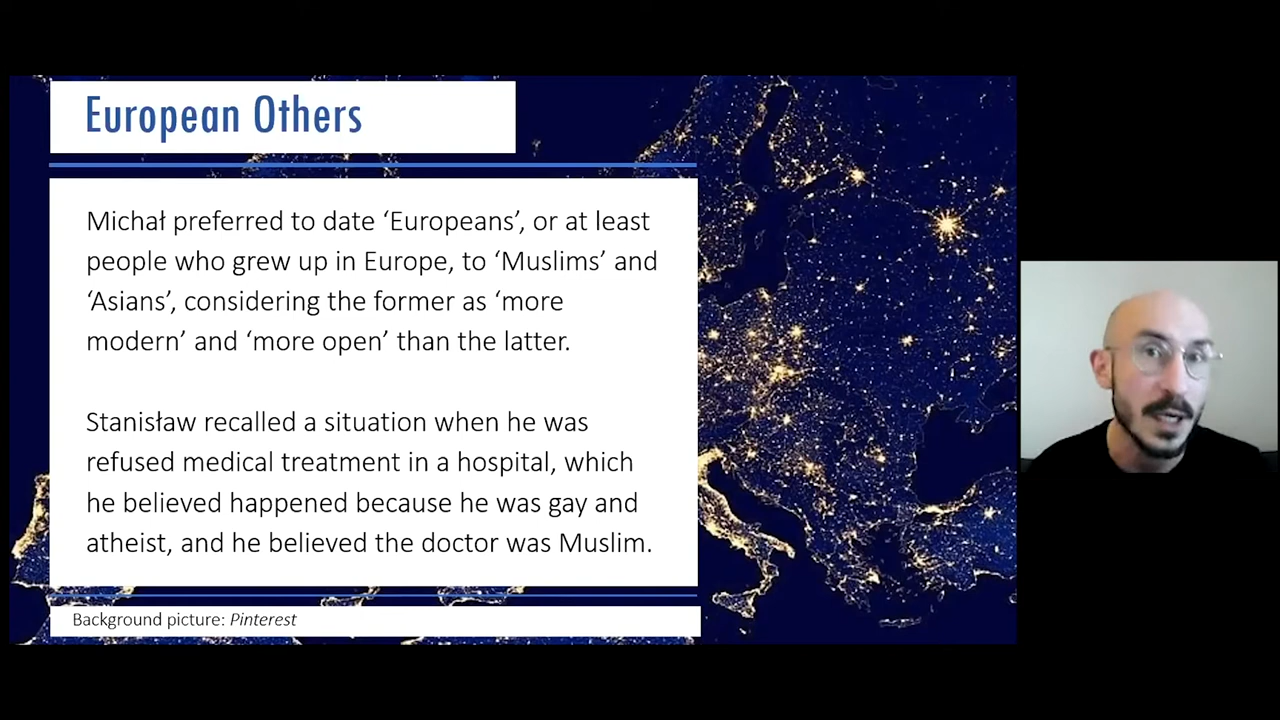 European Others
Michał preferred to date ‘Europeans’, or at least
people who grew up in Europe, to ‘Muslims’ and
‘Asians’, considering the former as ‘more
modern’ and ‘more open’ than the latter.
Stanisław recalled a situation when he was
refused medical treatment in a hospital, which
he believed happened because he was gay and
atheist, and he believed the doctor was Muslim.
Background picture: Pinterest